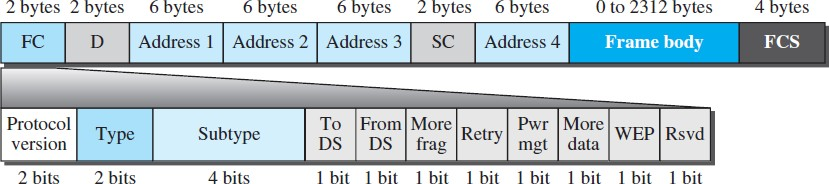 2 bytes 2 bytes 6 bytes 6 bytes 6 bytes 2 bytes 6 bytes 0 to 2312 bytes 4 bytes
FC D Address 1 Address 2 Address 3 SC Address 4 Frame body FCS
Protocol version Type Subtype To DS From DS More frag Retry Pwr mgt More data WEP Rsvd
2 bits 2 bits 4 bits 1 bit 1 bit 1 bit 1 bit 1 bit 1 bit 1 bit 1 bit